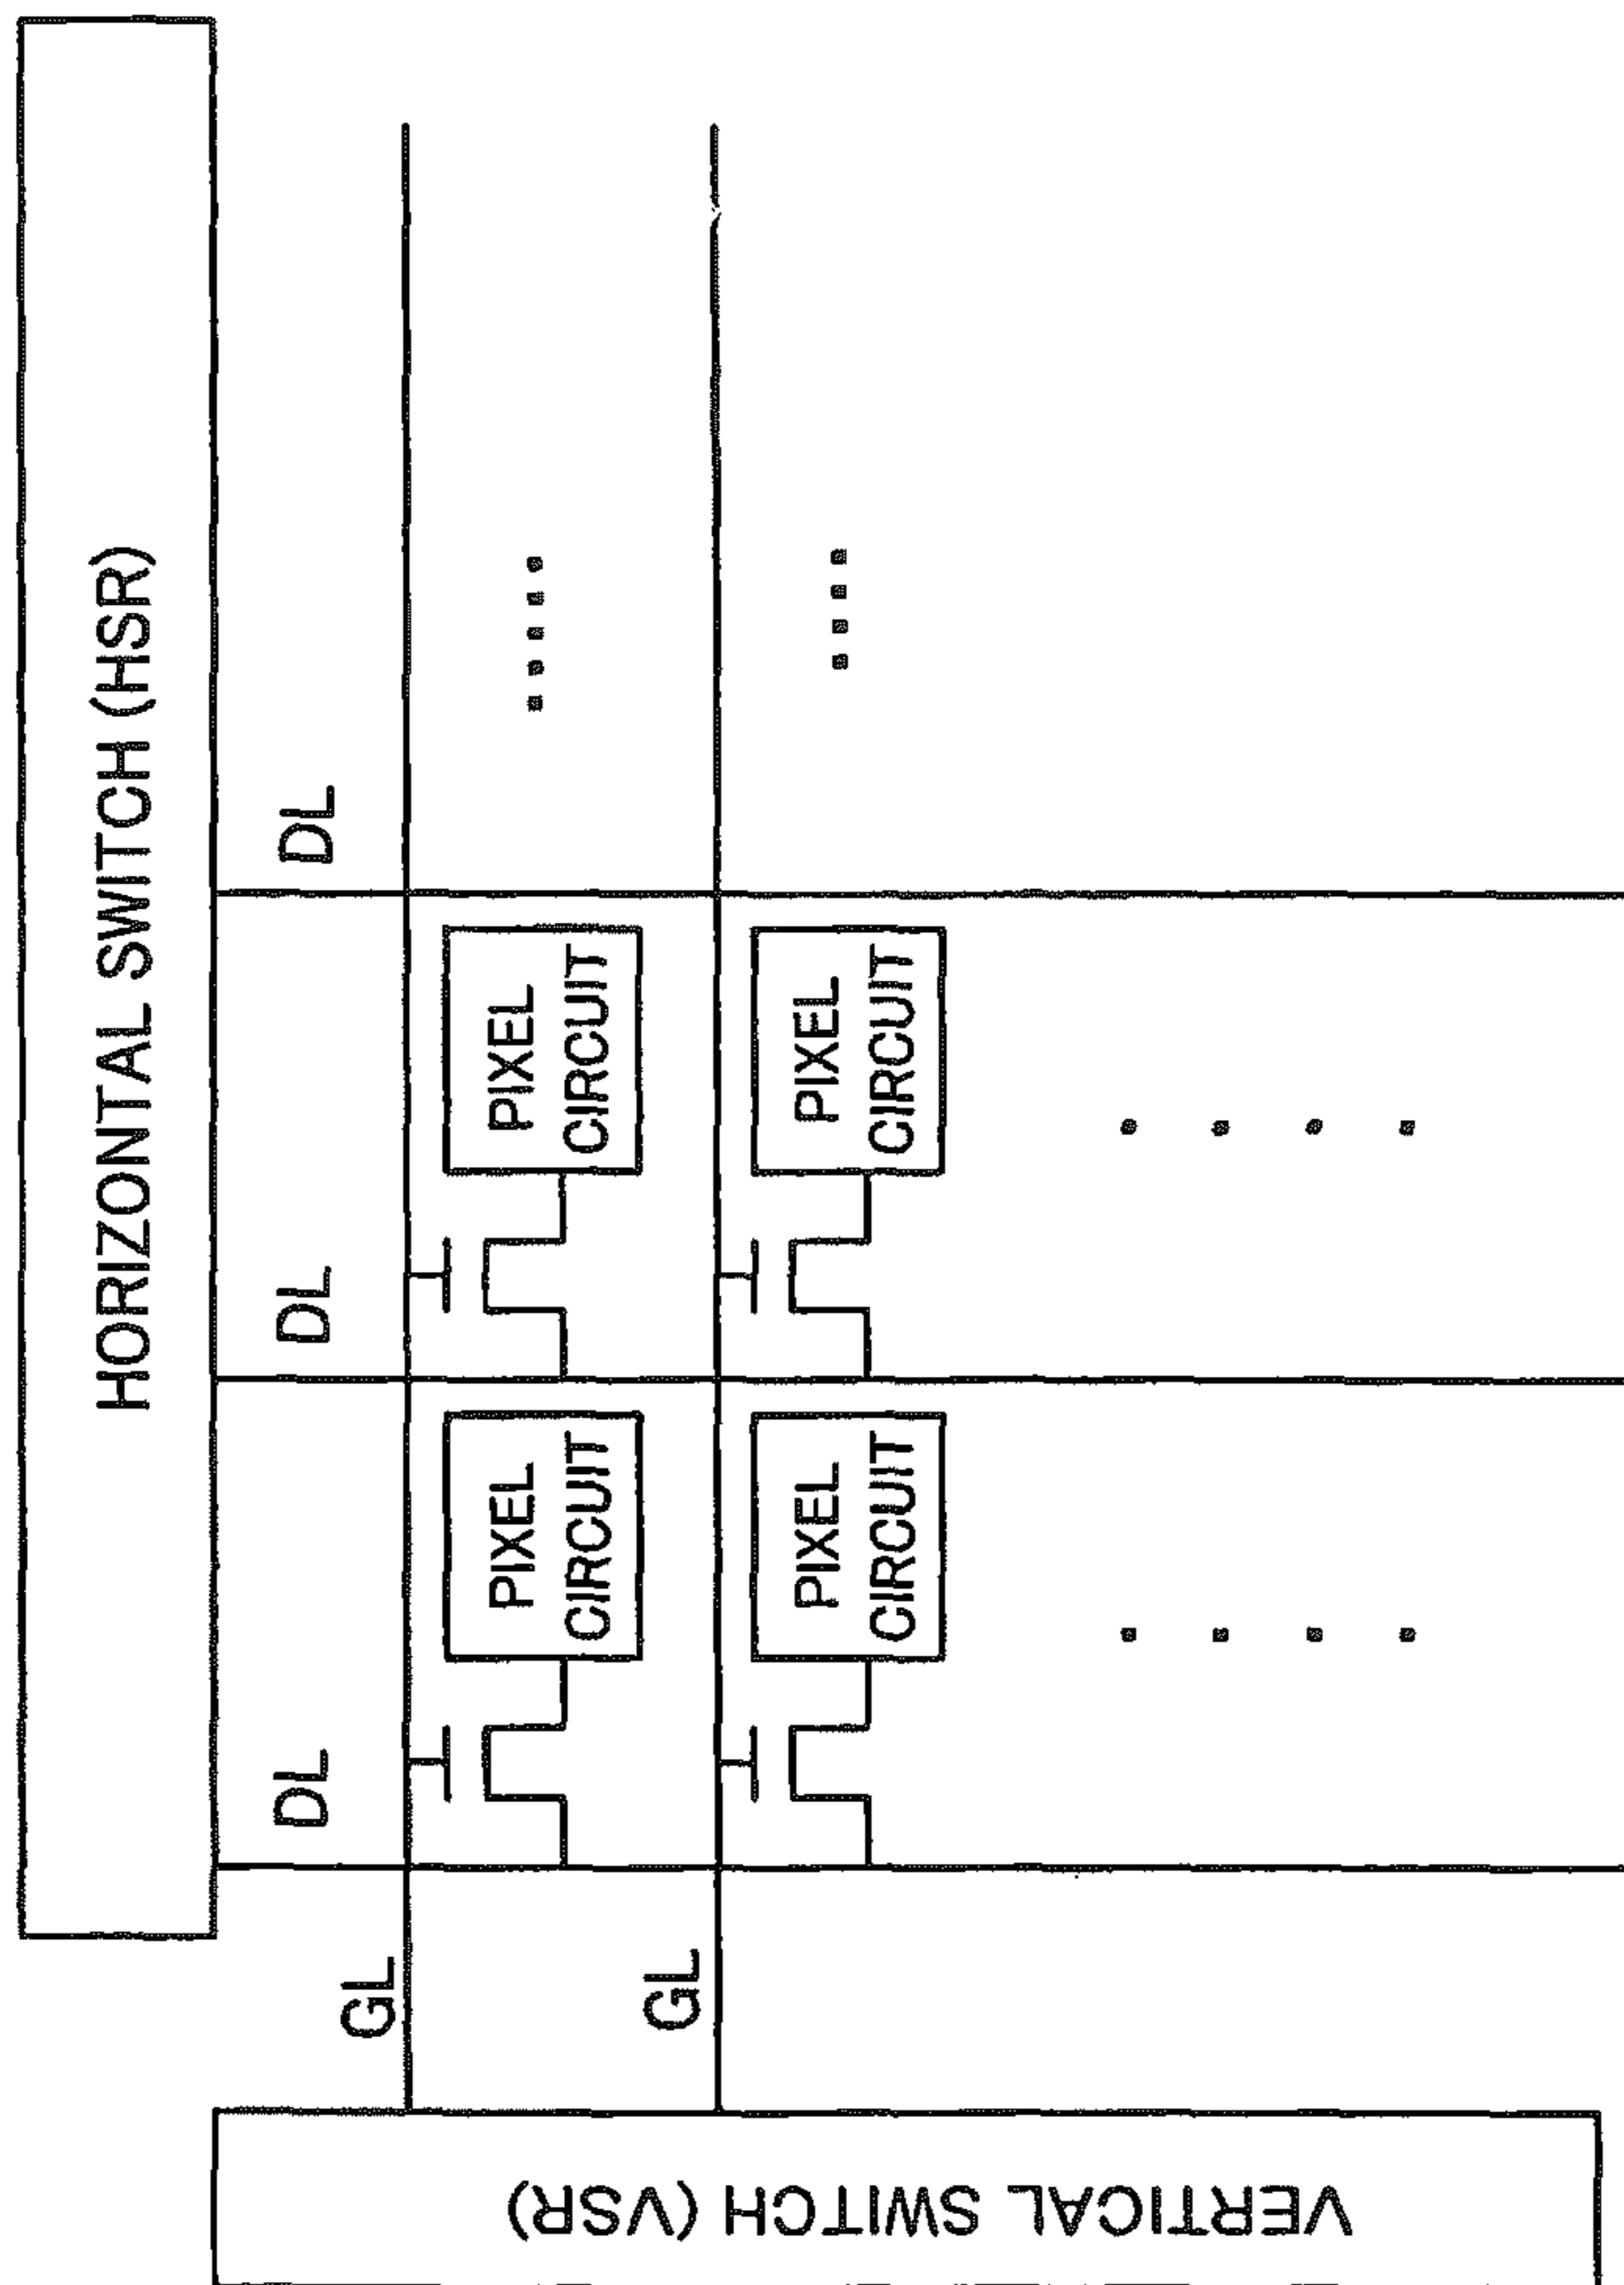 HORIZONTAL SWITCH (HSR)
DL
DL
DL
GL
PIXEL
CIRCUIT
PIXEL
CIRCUIT
GL
PIXEL
CIRCUIT
PIXEL
CIRCUIT
VERTICAL SWITCH (VSR)